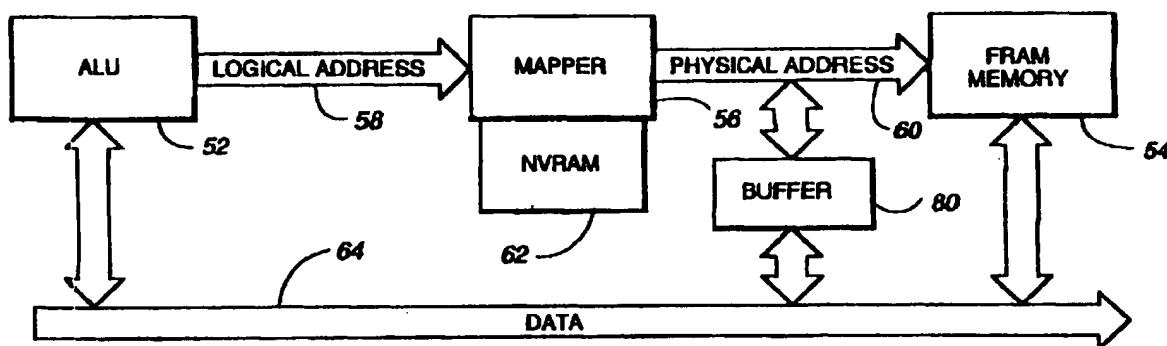 ALU
LOGICAL ADDRESS
MAPPER
PHYSICAL ADDRESS
FRAM
MEMORY
52
58
56
60
54
NVRAM
BUFFER
80
62
64
DATA